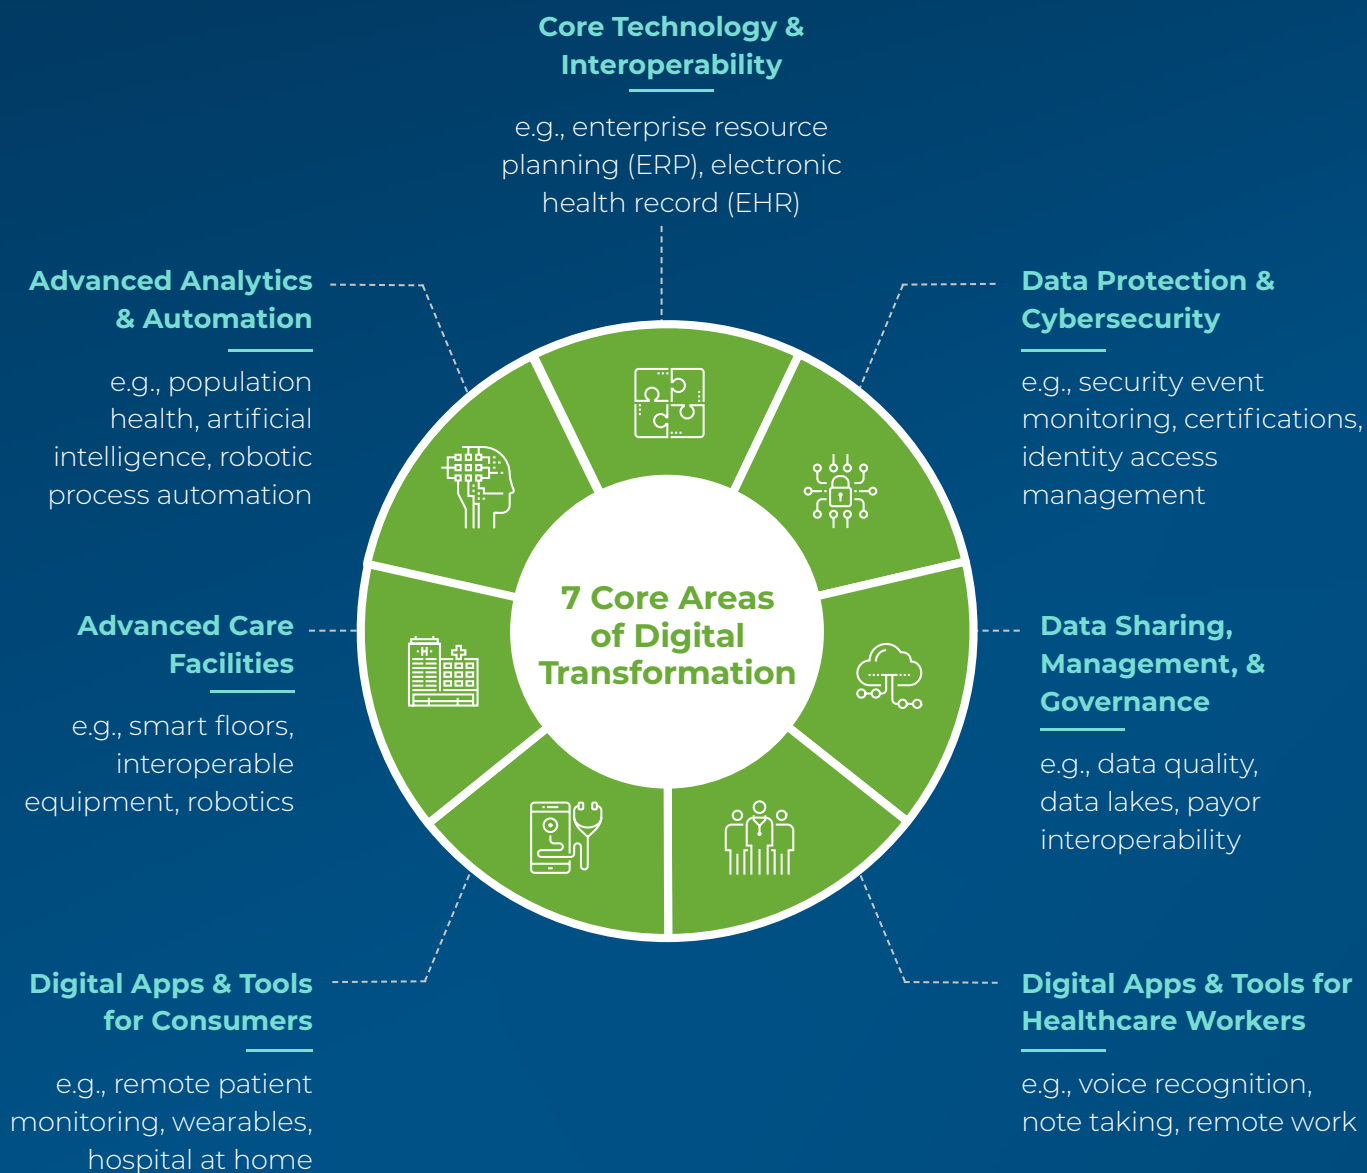 Core Technology &
Interoperability
e.g., enterprise resource
planning (ERP), electronic
health record (EHR)
Advanced Analytics
& Automation
e.g., population
health, artificial
intelligence, robotic
process automation
Data Protection &
Cybersecurity
e.g., security event
monitoring, certifications,
identity access
management
7 Core Areas
of Digital
Transformation
Advanced Care
Facilities
e.g., smart floors,
interoperable
equipment, robotics
Data Sharing,
Management, &
Governance
e.g., data quality,
data lakes, payor
interoperability
Digital Apps & Tools
for Consumers
e.g., remote patient
monitoring, wearables,
hospital at home
Digital Apps & Tools for
Healthcare Workers
e.g., voice recognition,
note taking, remote work
H